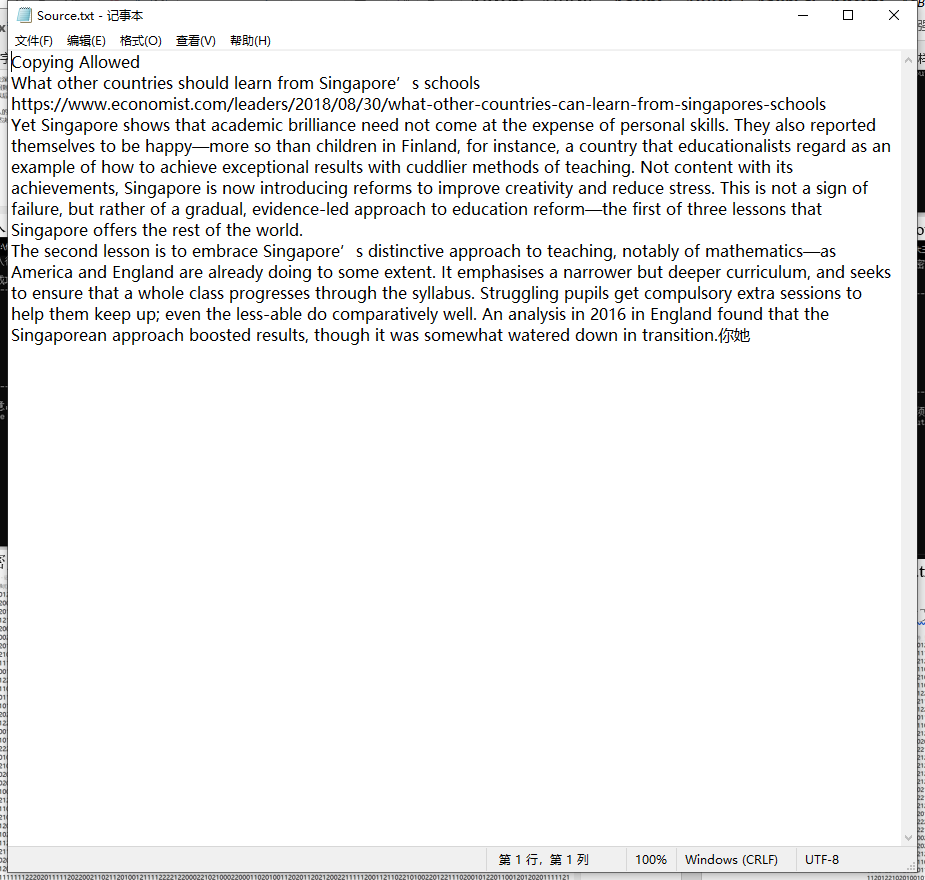 Source.txt - 记事本
文件(F) 编辑(E) 格式(O) 查看(V) 帮助(H)
Copying Allowed
What other countries should learn from Singapore’s schools
https://www.economist.com/leaders/2018/08/30/what-other-countries-can-learn-from-singapores-schools
Yet Singapore shows that academic brilliance need not come at the expense of personal skills. They also reported
themselves to be happy—more so than children in Finland, for instance, a country that educationalists regard as an
example of how to achieve exceptional results with cuddlier methods of teaching. Not content with its
achievements, Singapore is now introducing reforms to improve creativity and reduce stress. This is not a sign of
failure, but rather of a gradual, evidence-led approach to education reform—the first of three lessons that
Singapore offers the rest of the world.
The second lesson is to embrace Singapore’s distinctive approach to teaching, notably of mathematics—as
America and England are already doing to some extent. It emphasises a narrower but deeper curriculum, and seeks
to ensure that a whole class progresses through the syllabus. Struggling pupils get compulsory extra sessions to
help them keep up; even the less-able do comparatively well. An analysis in 2016 in England found that the
Singaporean approach boosted results, though it was somewhat watered down in transition.你她
第 1 行，第 1 列 100% Windows (CRLF) UTF-8